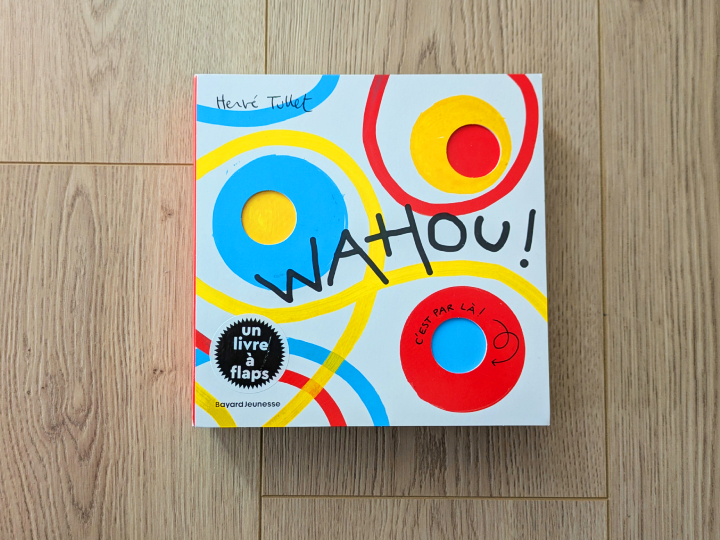 Hervé Tullet
WAHOU!
C'EST PAR LÀ!
un
livre
à
flaps
Bayard Jeunesse